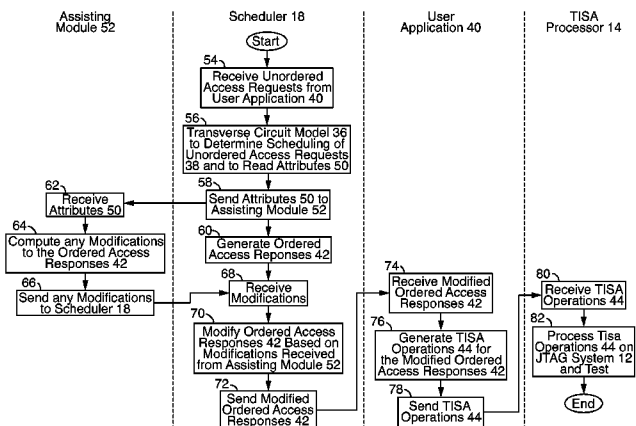 Assisting
Module 52
Scheduler 18
User
Application 40
TISA
Processor 14
Start
54
Receive Unordered
Access Requests from
User Application 40
56
Transverse Circuit Model 36
to Determine Scheduling of
Unordered Access Requests
38 and to Read Attributes 50
58
Send Attributes 50 to
Assisting Module 52
62
Receive
Attributes 50
64
Compute any Modifications
to the Ordered Access
Responses 42
66
Send any Modifications
to Scheduler 18
60
Generate Ordered
Access Reponses 42
68
Receive
Modifications
70
Modify Ordered Access
Responses 42 Based on
Modifications Received
from Assisting Module 52
72
Send Modified
Ordered Access
Responses 42
74
Receive Modified
Ordered Access
Responses 42
76
Generate TISA
Operations 44 for
the Modified Ordered
Access Responses 42
78
Send TISA
Operations 44
80
Receive TISA
Operations 44
82
Process Tisa
Operations 44 on
JTAG System 12
and Test
End